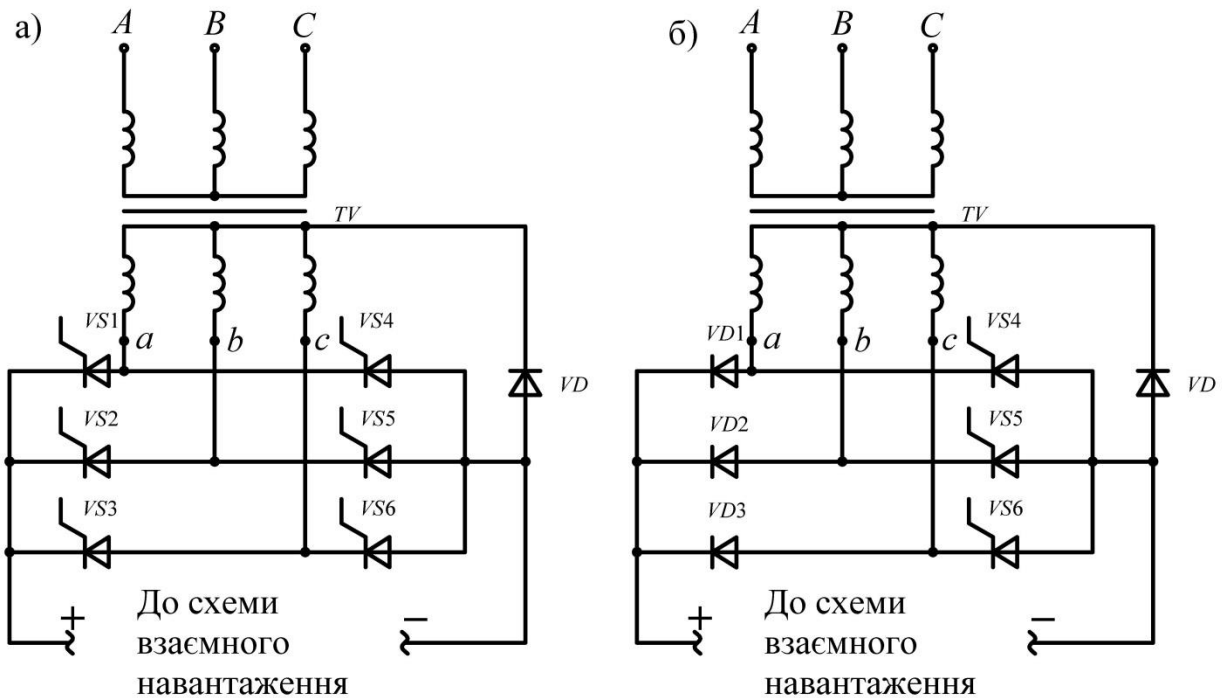 а)
A B C
TV
VS1 a b c VS4
VD
VS2 VS5
VS3 VS6
+ До схеми −
взаємного
навантаження
б)
A B C
TV
VD1 a b c VS4
VD
VD2 VS5
VD3 VS6
+ До схеми −
взаємного
навантаження